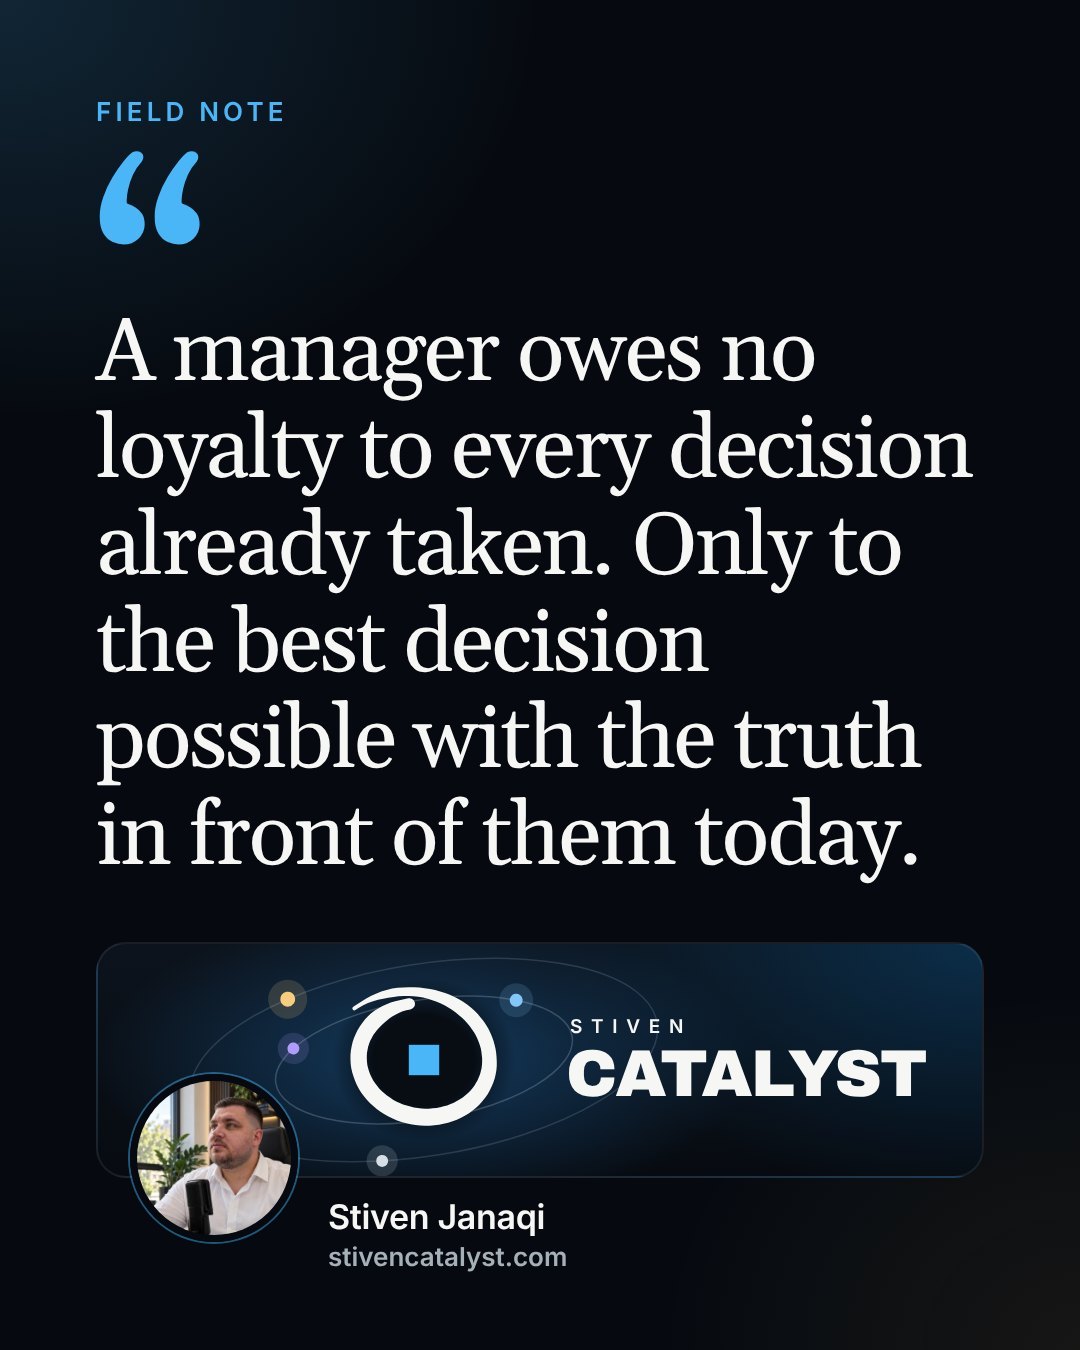 FIELD NOTE
“
A manager owes no
loyalty to every decision
already taken. Only to
the best decision
possible with the truth
in front of them today.
STIVEN
CATALYST
Stiven Janaqi
stivencatalyst.com